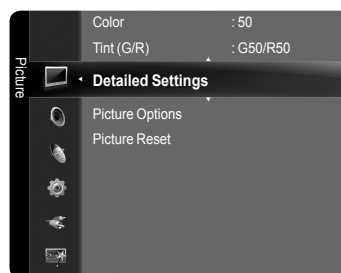 Picture
Color : 50
Tint (G/R) : G50/R50
Detailed Settings
Picture Options
Picture Reset